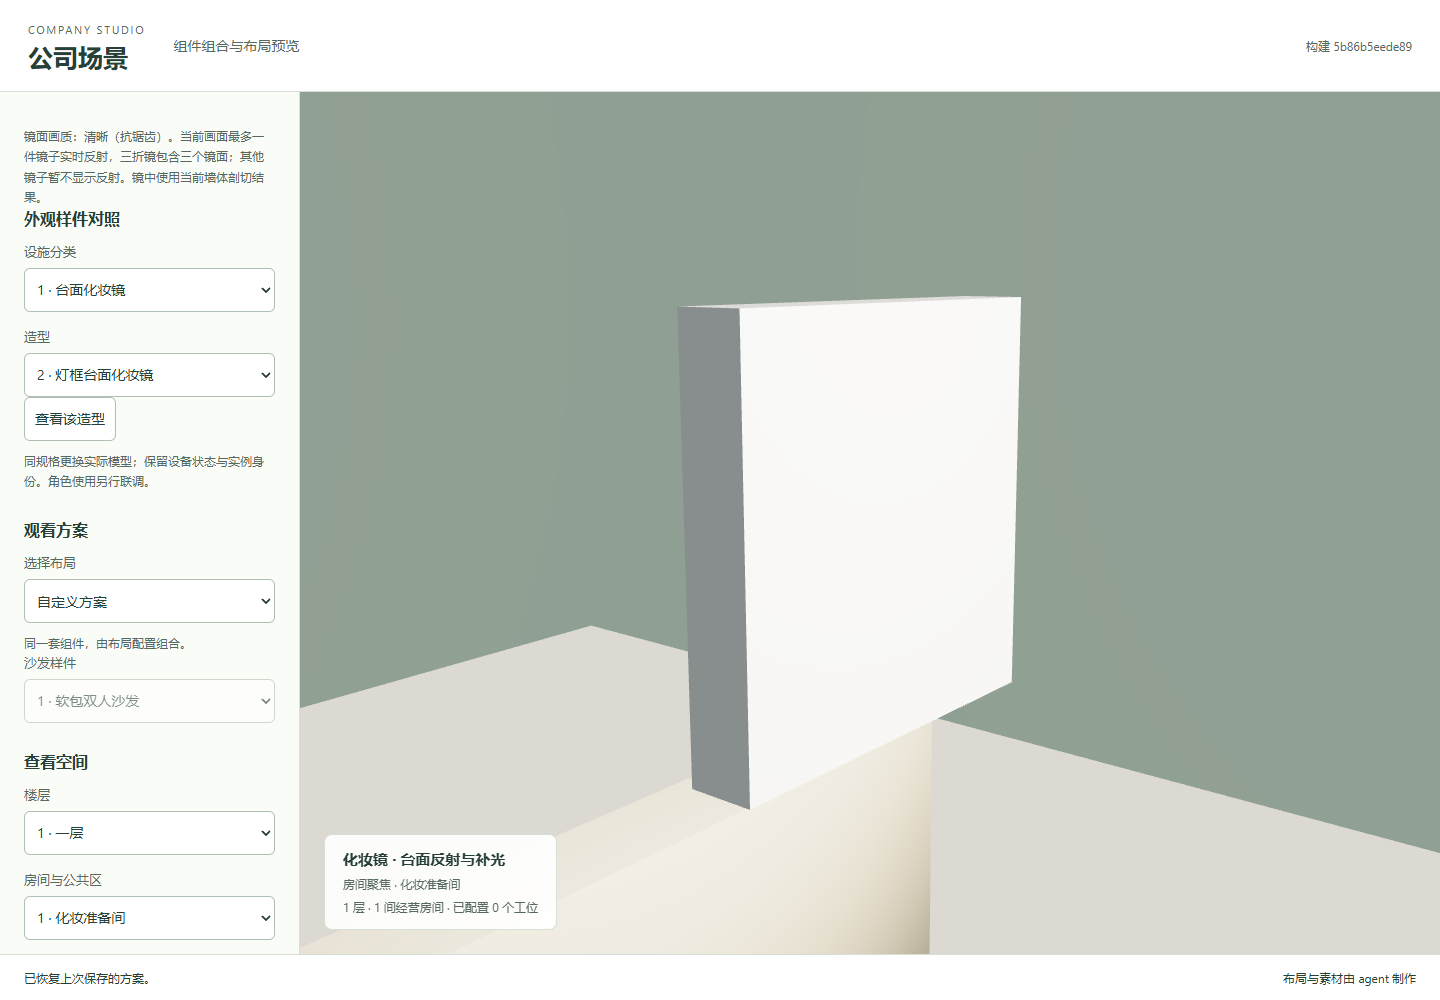 COMPANY STUDIO
公司场景
组件组合与布局预览
构建 5b86b5eede89
镜面画质：清晰（抗锯齿）。当前画面最多一
件镜子实时反射，三折镜包含三个镜面；其他
镜子暂不显示反射。镜中使用当前墙体剖切结
果。
外观样件对照
设施分类
1 · 台面化妆镜
造型
2 · 灯框台面化妆镜
查看该造型
同规格更换实际模型；保留设备状态与实例身
份。角色使用另行联调。
观看方案
选择布局
自定义方案
同一套组件，由布局配置组合。
沙发样件
1 · 软包双人沙发
查看空间
楼层
1 · 一层
房间与公共区
1 · 化妆准备间
化妆镜 · 台面反射与补光
房间聚焦 · 化妆准备间
1 层 · 1 间经营房间 · 已配置 0 个工位
已恢复上次保存的方案。
布局与素材由 agent 制作